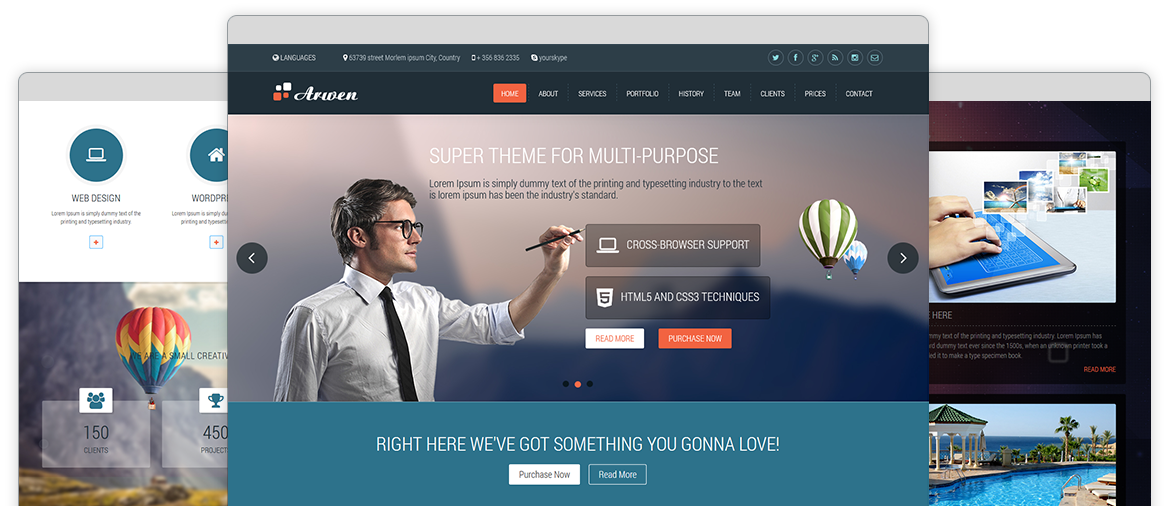 LANGUAGES
63739 street Morlem ipsum City, Country
+ 356 836 2335
yourskype
Arwen
HOME
ABOUT
SERVICES
PORTFOLIO
HISTORY
TEAM
CLIENTS
PRICES
CONTACT
SUPER THEME FOR MULTI-PURPOSE
Lorem Ipsum is simply dummy text of the printing and typesetting industry to the text
is lorem ipsum has been the industry's standard.
CROSS-BROWSER SUPPORT
HTML5 AND CSS3 TECHNIQUES
READ MORE
PURCHASE NOW
RIGHT HERE WE'VE GOT SOMETHING YOU GONNA LOVE!
Purchase Now
Read More
WEB DESIGN
Lorem Ipsum is simply dummy text of the
printing and typesetting industry.
WORDPR
Lorem Ipsum is simply dum
printing and typesett
WE ARE A SMALL CREATIV
150
CLIENTS
450
PROJECT
E HERE
mmy text of the printing and typesetting industry. Lorem Ipsum has
rd dummy text ever since the 1500s, when an unknown printer took a
ed it to make a type specimen book.
READ MORE